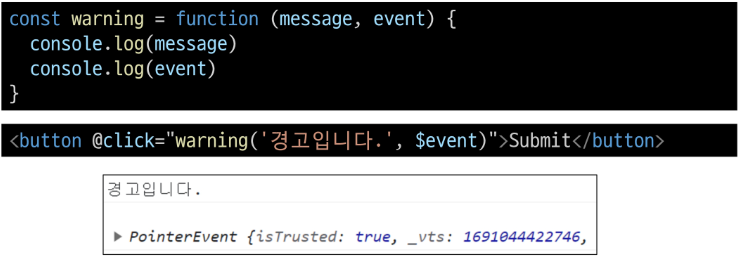 const warning = function (message, event) {
  console.log(message)
  console.log(event)
}
<button @click="warning('경고입니다.', $event)">Submit</button>
경고입니다.
▶ PointerEvent {isTrusted: true, _vts: 1691044422746,